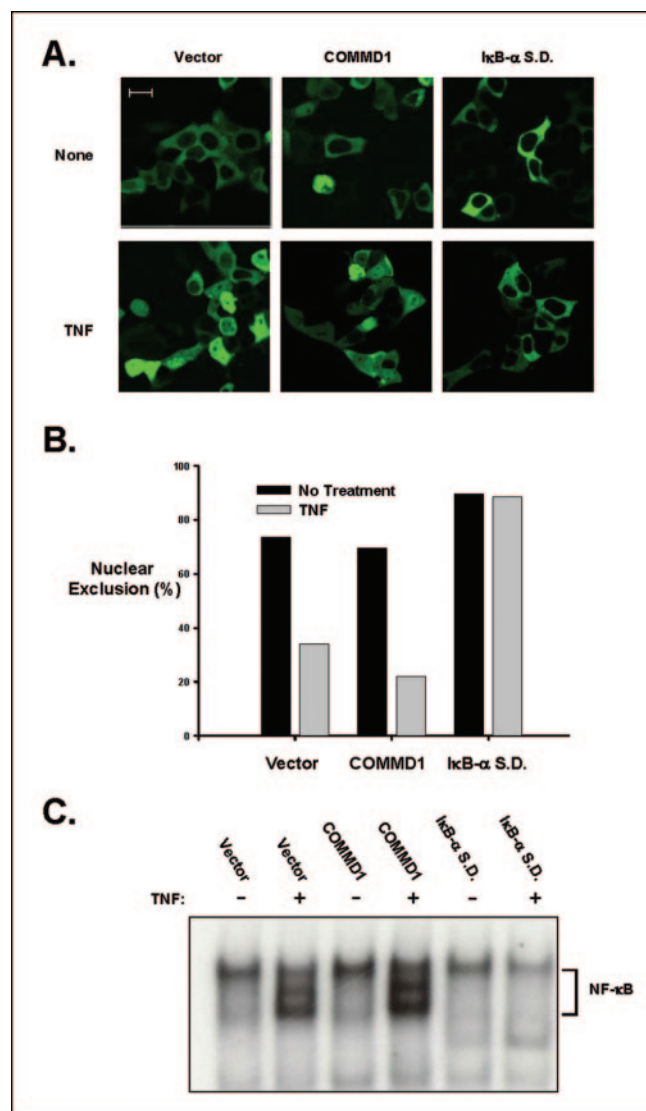 A.
Vector COMMD1 IκB-α S.D.
None
TNF
B.
100
80
60
40
20
0
Nuclear
Exclusion (%)
No Treatment
TNF
Vector COMMD1 IκB-α S.D.
C.
Vector Vector COMMD1 COMMD1 IκB-α S.D. IκB-α S.D.
TNF: – + – + – +
NF-κB